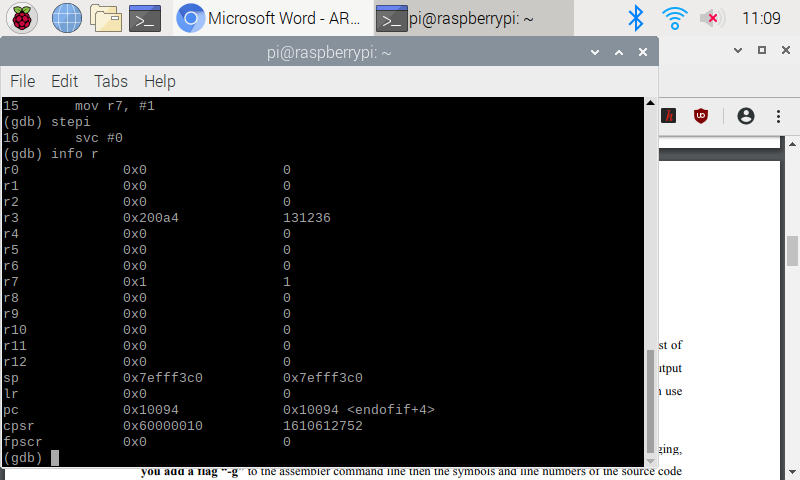 Microsoft Word - AR...
pi@raspberrypi: ~
11:09
pi@raspberrypi: ~
File Edit Tabs Help
15 mov r7, #1
(gdb) stepi
16 svc #0
(gdb) info r
r0 0x0 0
r1 0x0 0
r2 0x0 0
r3 0x200a4 131236
r4 0x0 0
r5 0x0 0
r6 0x0 0
r7 0x1 1
r8 0x0 0
r9 0x0 0
r10 0x0 0
r11 0x0 0
r12 0x0 0
sp 0x7efff3c0 0x7efff3c0
lr 0x0 0
pc 0x10094 0x10094 <endofif+4>
cpsr 0x60000010 1610612752
fpscr 0x0 0
(gdb)
of
use
you add a flag “-g” to the assembler command line then the symbols and line numbers of the source code